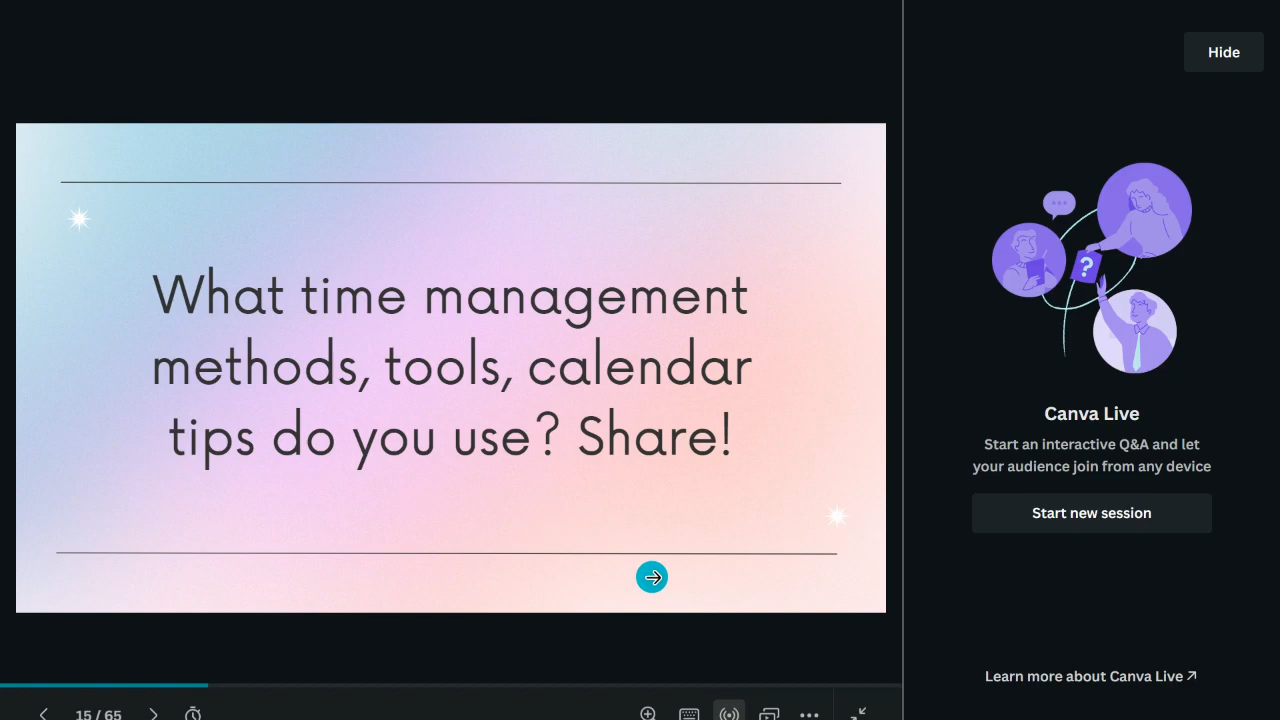 What time management
methods, tools, calendar
tips do you use? Share!
15 / 65
Hide
?
Canva Live
Start an interactive Q&A and let
your audience join from any device
Start new session
Learn more about Canva Live